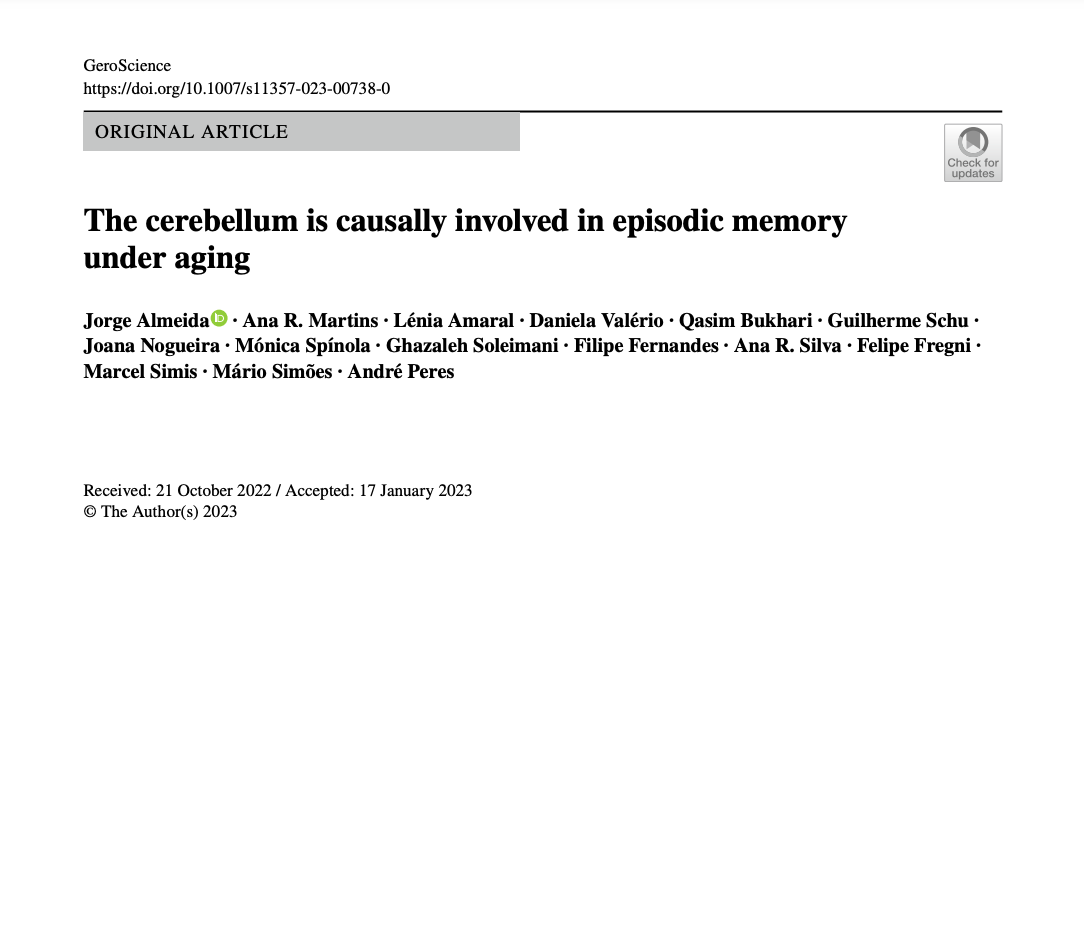 GeroScience
https://doi.org/10.1007/s11357-023-00738-0
ORIGINAL ARTICLE
Check for
updates
The cerebellum is causally involved in episodic memory
under aging
Jorge Almeida · Ana R. Martins · Lénia Amaral · Daniela Valério · Qasim Bukhari · Guilherme Schu ·
Joana Nogueira · Mónica Spínola · Ghazaleh Soleimani · Filipe Fernandes · Ana R. Silva · Felipe Fregni ·
Marcel Simis · Mário Simões · André Peres
Received: 21 October 2022 / Accepted: 17 January 2023
© The Author(s) 2023